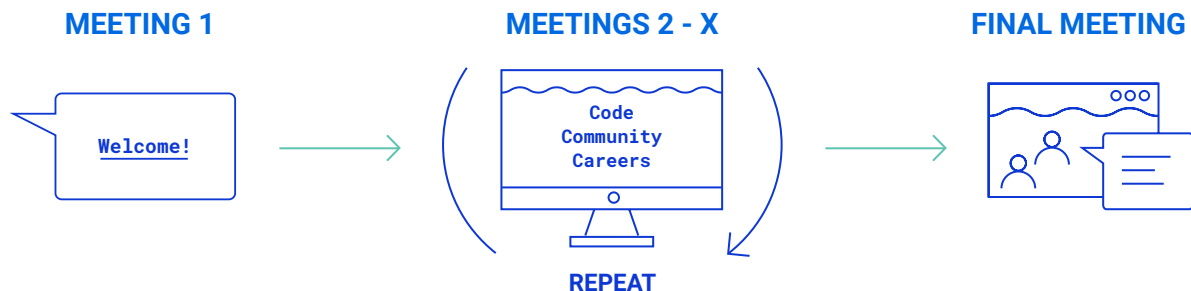 MEETING 1
Welcome!
MEETINGS 2 - X
Code
Community
Careers
REPEAT
FINAL MEETING